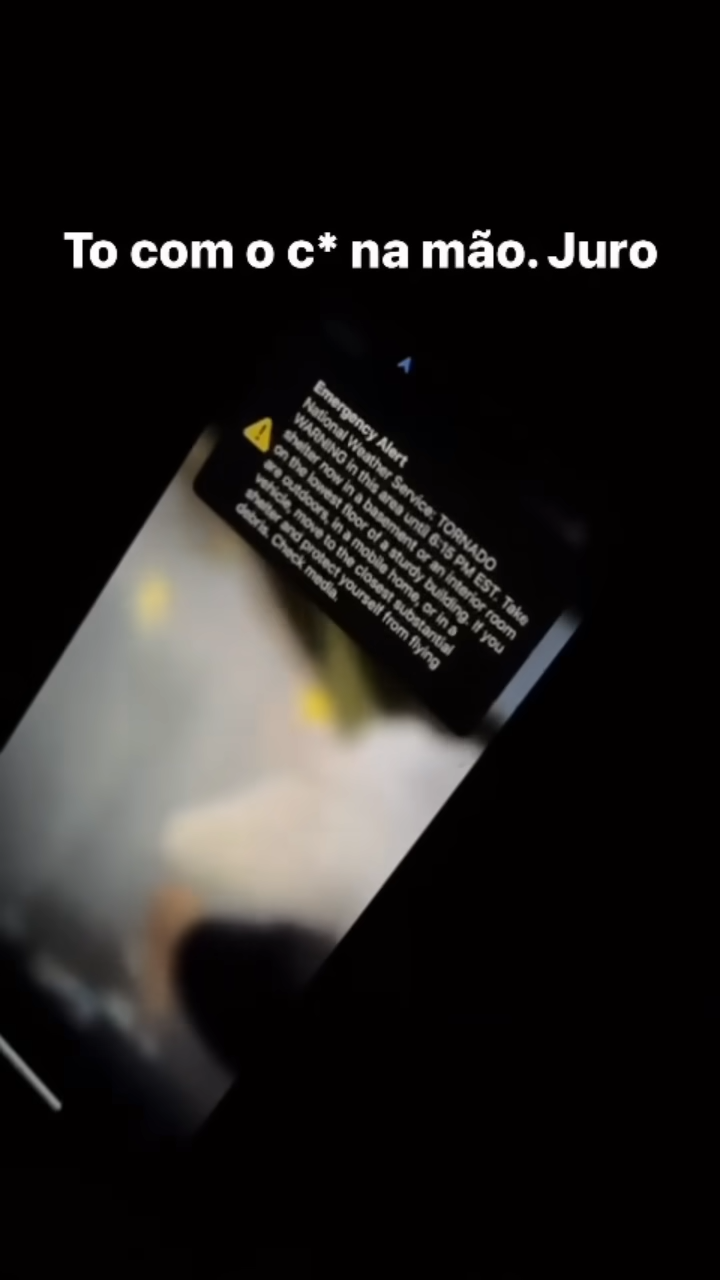 To com o c* na mão. Juro
Emergency Alert
National Weather Service: TORNADO
WARNING in this area until 6:15 PM EST. Take
shelter now in a basement or an interior room
on the lowest floor of a sturdy building. If you
are outdoors, in a mobile home, or in a
vehicle, move to the closest substantial
shelter and protect yourself from flying
debris. Check media.